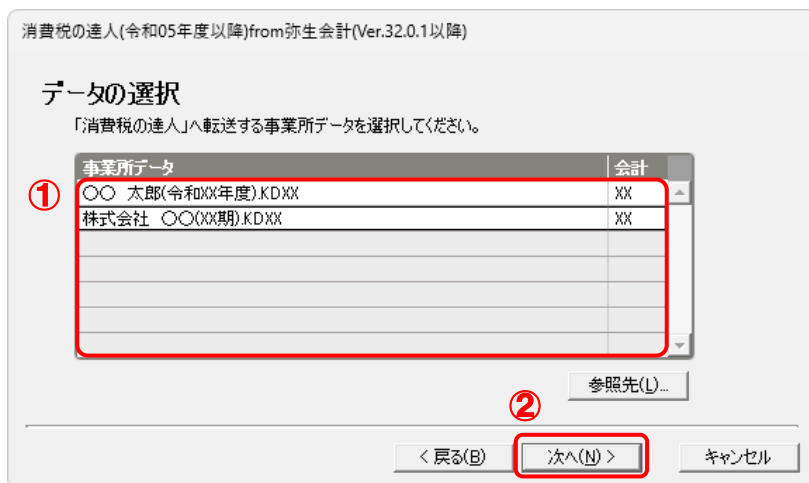 消費税の達人(令和05年度以降)from弥生会計(Ver.32.0.1以降)
データの選択
「消費税の達人」へ転送する事業所データを選択してください。
事業所データ 会計
① 〇〇 太郎(令和XX年度).KDXX XX
株式会社 〇〇(XX期).KDXX XX
参照先(L)...
②
< 戻る(B) 次へ(N) > キャンセル